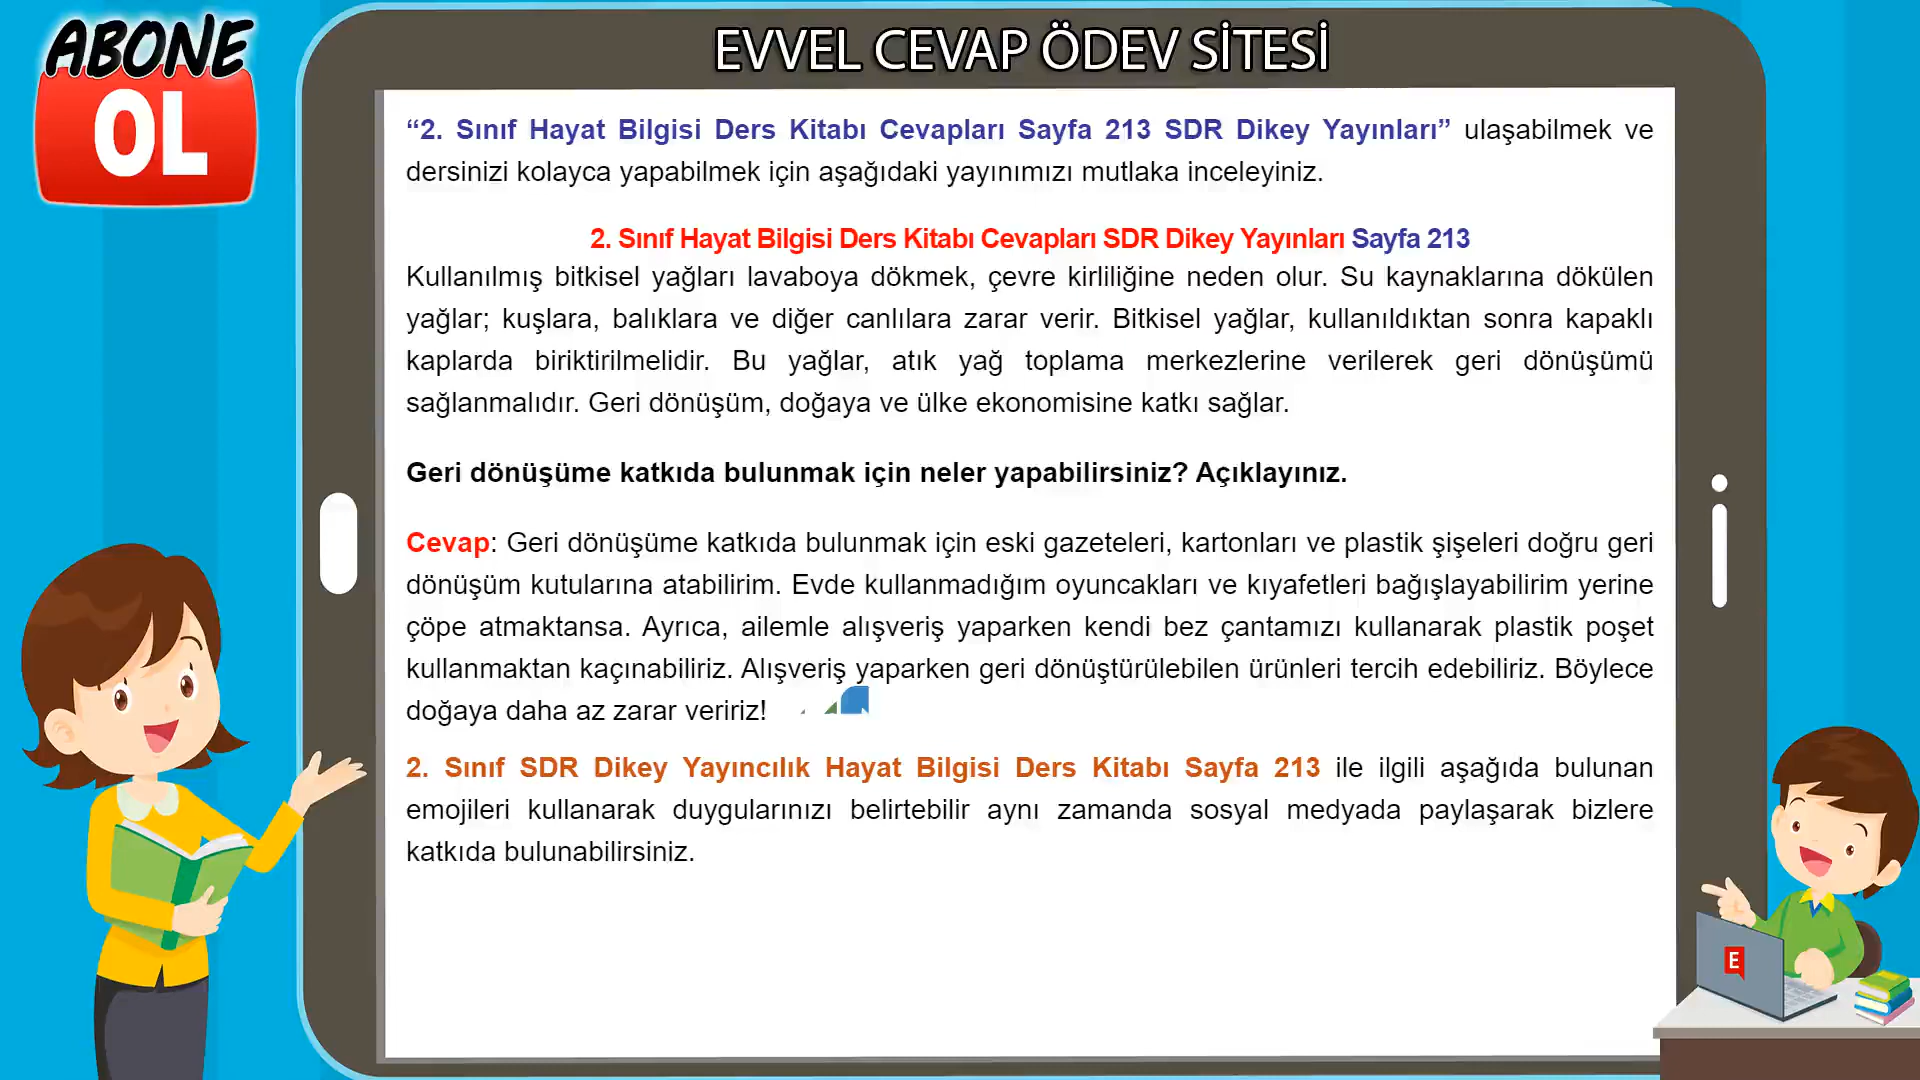 ABONE
OL
EVVEL CEVAP ÖDEV SİTESİ
“2. Sınıf Hayat Bilgisi Ders Kitabı Cevapları Sayfa 213 SDR Dikey Yayınları” ulaşabilmek ve
dersinizi kolayca yapabilmek için aşağıdaki yayınımızı mutlaka inceleyiniz.
2. Sınıf Hayat Bilgisi Ders Kitabı Cevapları SDR Dikey Yayınları Sayfa 213
Kullanılmış bitkisel yağları lavaboya dökmek, çevre kirliliğine neden olur. Su kaynaklarına dökülen
yağlar; kuşlara, balıklara ve diğer canlılara zarar verir. Bitkisel yağlar, kullanıldıktan sonra kapaklı
kaplarda biriktirilmelidir. Bu yağlar, atık yağ toplama merkezlerine verilerek geri dönüşümü
sağlanmalıdır. Geri dönüşüm, doğaya ve ülke ekonomisine katkı sağlar.
Geri dönüşüme katkıda bulunmak için neler yapabilirsiniz? Açıklayınız.
Cevap: Geri dönüşüme katkıda bulunmak için eski gazeteleri, kartonları ve plastik şişeleri doğru geri
dönüşüm kutularına atabilirim. Evde kullanmadığım oyuncakları ve kıyafetleri bağışlayabilirim yerine
çöpe atmaktansa. Ayrıca, ailemle alışveriş yaparken kendi bez çantamızı kullanarak plastik poşet
kullanmaktan kaçınabiliriz. Alışveriş yaparken geri dönüştürülebilen ürünleri tercih edebiliriz. Böylece
doğaya daha az zarar veririz!
2. Sınıf SDR Dikey Yayıncılık Hayat Bilgisi Ders Kitabı Sayfa 213 ile ilgili aşağıda bulunan
emojileri kullanarak duygularınızı belirtebilir aynı zamanda sosyal medyada paylaşarak bizlere
katkıda bulunabilirsiniz.
E